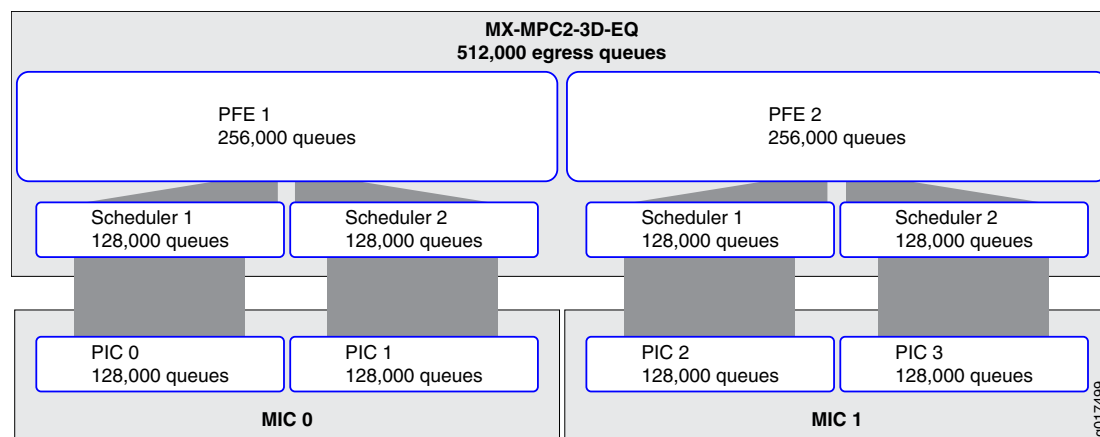 MX-MPC2-3D-EQ
512,000 egress queues
PFE 1
256,000 queues
PFE 2
256,000 queues
Scheduler 1
128,000 queues
Scheduler 2
128,000 queues
Scheduler 1
128,000 queues
Scheduler 2
128,000 queues
PIC 0
128,000 queues
PIC 1
128,000 queues
PIC 2
128,000 queues
PIC 3
128,000 queues
MIC 0
MIC 1
g017499